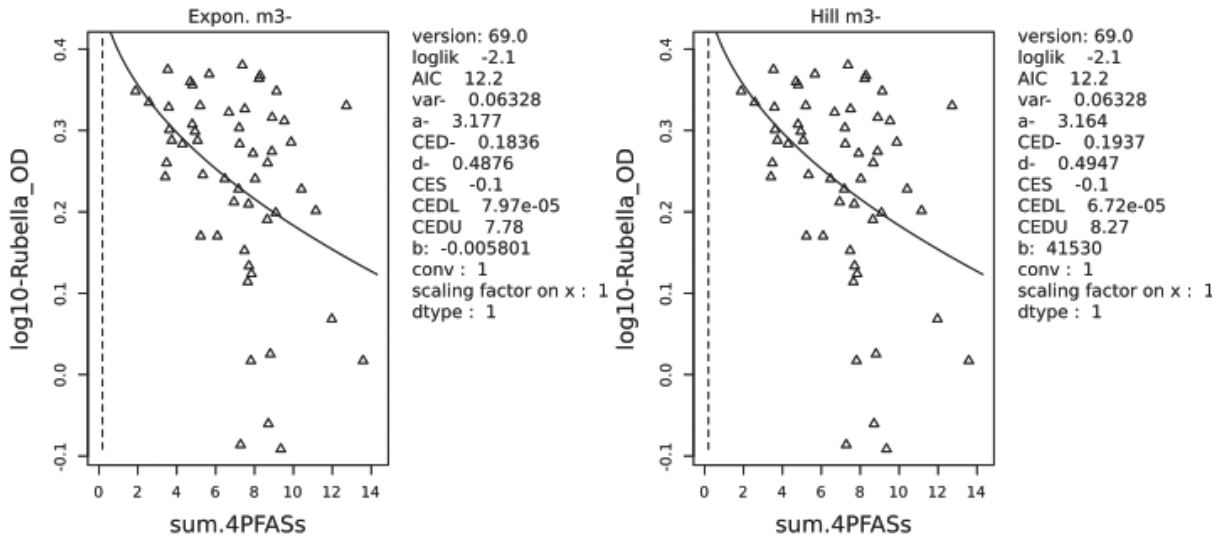 Expon. m3-
log10-Rubella_OD
0.4
0.3
0.2
0.1
0.0
-0.1
0 2 4 6 8 10 12 14
sum.4PFASs
version: 69.0
loglik -2.1
AIC 12.2
var- 0.06328
a- 3.177
CED- 0.1836
d- 0.4876
CES -0.1
CEDL 7.97e-05
CEDU 7.78
b: -0.005801
conv : 1
scaling factor on x : 1
dtype : 1
Hill m3-
log10-Rubella_OD
0.4
0.3
0.2
0.1
0.0
-0.1
0 2 4 6 8 10 12 14
sum.4PFASs
version: 69.0
loglik -2.1
AIC 12.2
var- 0.06328
a- 3.164
CED- 0.1937
d- 0.4947
CES -0.1
CEDL 6.72e-05
CEDU 8.27
b: 41530
conv : 1
scaling factor on x : 1
dtype : 1